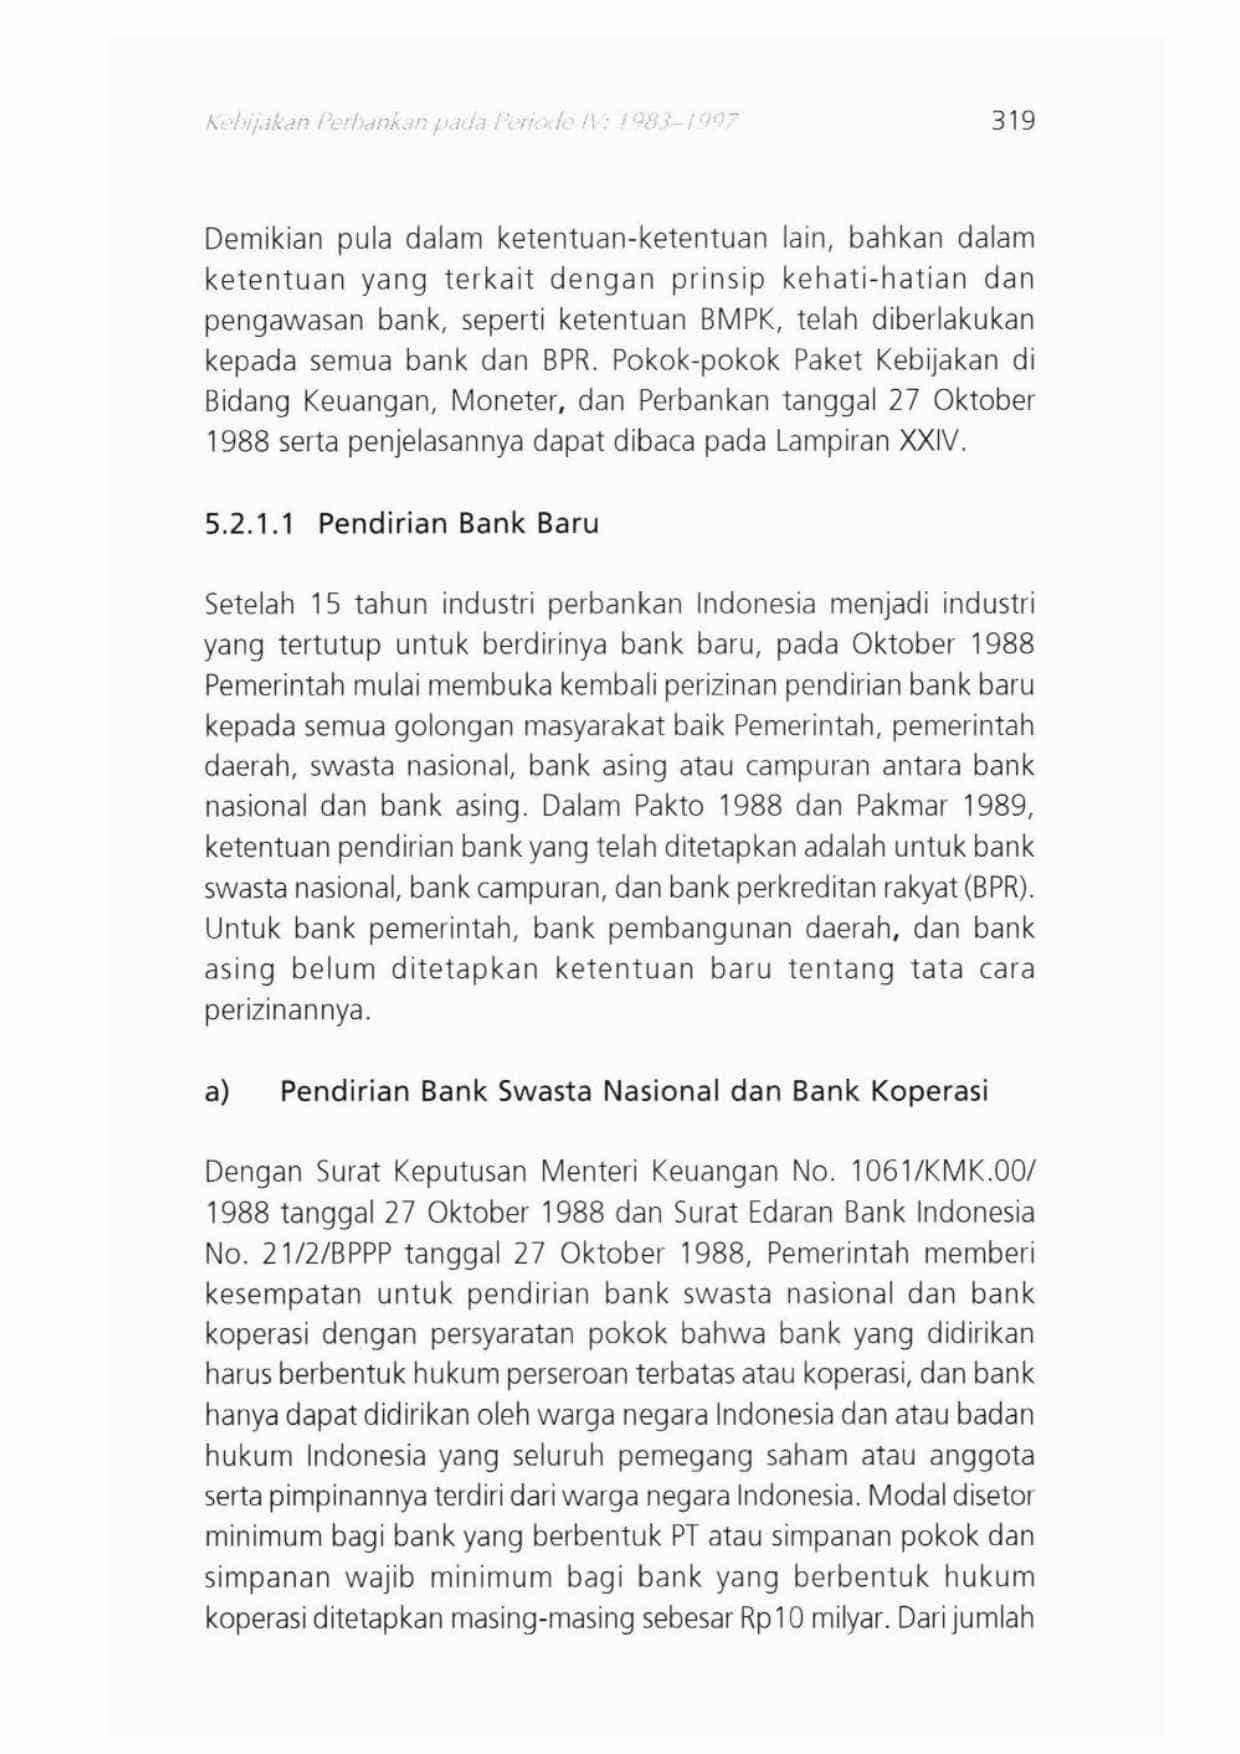 Kebijakan Perbankan pada Periode IV: 1983–1997 319
Demikian pula dalam ketentuan-ketentuan lain, bahkan dalam
ketentuan yang terkait dengan prinsip kehati-hatian dan
pengawasan bank, seperti ketentuan BMPK, telah diberlakukan
kepada semua bank dan BPR. Pokok-pokok Paket Kebijakan di
Bidang Keuangan, Moneter, dan Perbankan tanggal 27 Oktober
1988 serta penjelasannya dapat dibaca pada Lampiran XXIV.
5.2.1.1 Pendirian Bank Baru
Setelah 15 tahun industri perbankan Indonesia menjadi industri
yang tertutup untuk berdirinya bank baru, pada Oktober 1988
Pemerintah mulai membuka kembali perizinan pendirian bank baru
kepada semua golongan masyarakat baik Pemerintah, pemerintah
daerah, swasta nasional, bank asing atau campuran antara bank
nasional dan bank asing. Dalam Pakto 1988 dan Pakmar 1989,
ketentuan pendirian bank yang telah ditetapkan adalah untuk bank
swasta nasional, bank campuran, dan bank perkreditan rakyat (BPR).
Untuk bank pemerintah, bank pembangunan daerah, dan bank
asing belum ditetapkan ketentuan baru tentang tata cara
perizinannya.
a) Pendirian Bank Swasta Nasional dan Bank Koperasi
Dengan Surat Keputusan Menteri Keuangan No. 1061/KMK.00/
1988 tanggal 27 Oktober 1988 dan Surat Edaran Bank Indonesia
No. 21/2/BPPP tanggal 27 Oktober 1988, Pemerintah memberi
kesempatan untuk pendirian bank swasta nasional dan bank
koperasi dengan persyaratan pokok bahwa bank yang didirikan
harus berbentuk hukum perseroan terbatas atau koperasi, dan bank
hanya dapat didirikan oleh warga negara Indonesia dan atau badan
hukum Indonesia yang seluruh pemegang saham atau anggota
serta pimpinannya terdiri dari warga negara Indonesia. Modal disetor
minimum bagi bank yang berbentuk PT atau simpanan pokok dan
simpanan wajib minimum bagi bank yang berbentuk hukum
koperasi ditetapkan masing-masing sebesar Rp10 milyar. Dari jumlah